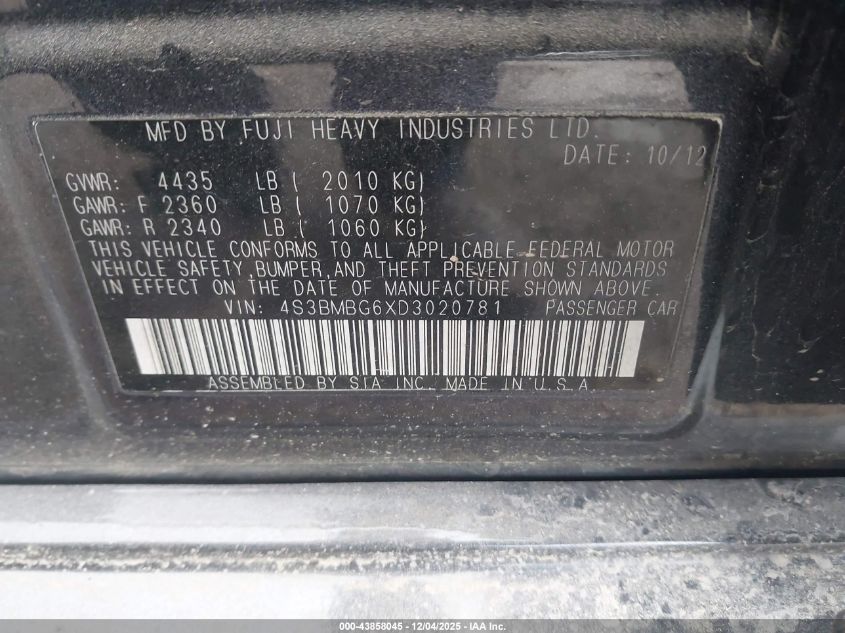 MFD BY FUJI HEAVY INDUSTRIES LTD.
DATE: 10/12
GVWR: 4435 LB ( 2010 KG)
GAWR: F 2360 LB ( 1070 KG)
GAWR: R 2340 LB ( 1060 KG)
THIS VEHICLE CONFORMS TO ALL APPLICABLE FEDERAL MOTOR
VEHICLE SAFETY, BUMPER, AND THEFT PREVENTION STANDARDS
IN EFFECT ON THE DATE OF MANUFACTURE SHOWN ABOVE.
VIN: 4S3BMBG6XD3020781 PASSENGER CAR
ASSEMBLED BY SIA INC. MADE IN U.S.A.
000-43858045 - 12/04/2025 - IAA Inc.